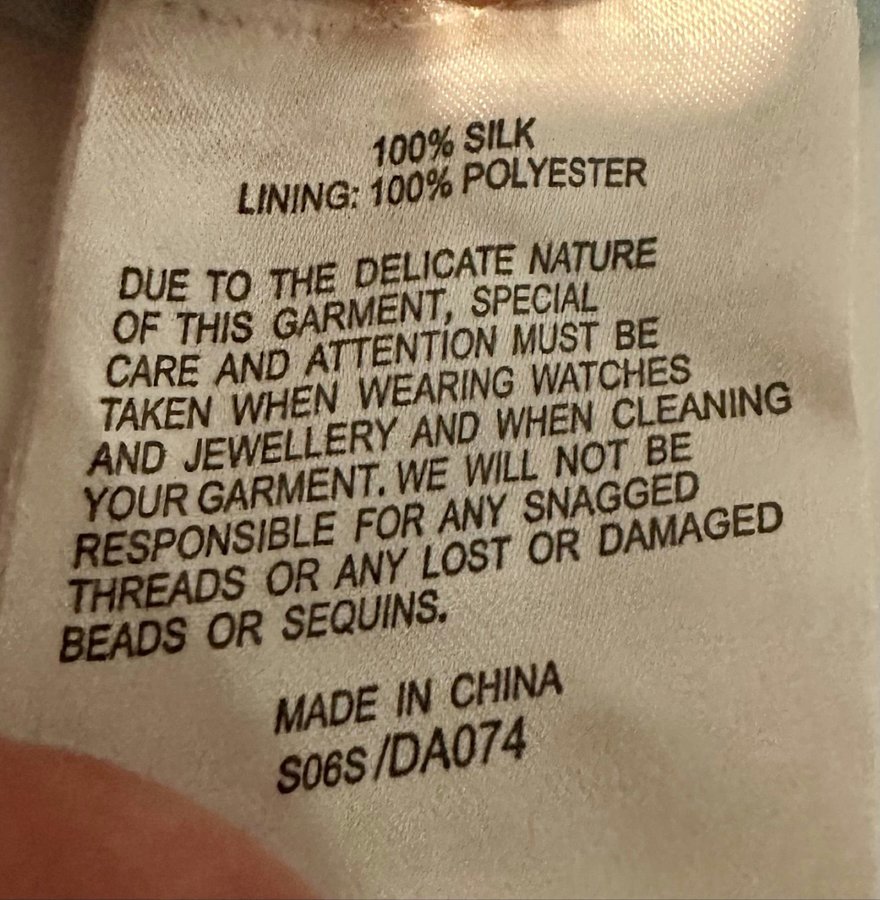 100% SILK
LINING: 100% POLYESTER
DUE TO THE DELICATE NATURE
OF THIS GARMENT, SPECIAL
CARE AND ATTENTION MUST BE
TAKEN WHEN WEARING WATCHES
AND JEWELLERY AND WHEN CLEANING
YOUR GARMENT. WE WILL NOT BE
RESPONSIBLE FOR ANY SNAGGED
THREADS OR ANY LOST OR DAMAGED
BEADS OR SEQUINS.
MADE IN CHINA
S06S/DA074